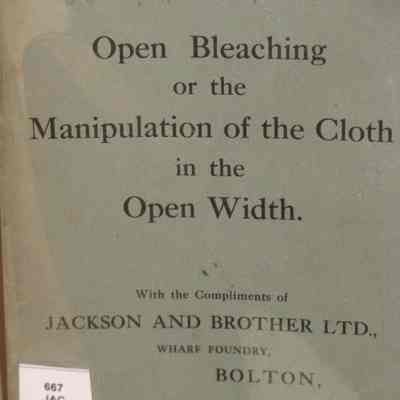 Open Bleaching
or the
Manipulation of the Cloth
in the
Open Width.
With the Compliments of
JACKSON AND BROTHER LTD.,
WHARF FOUNDRY,
BOLTON,
667